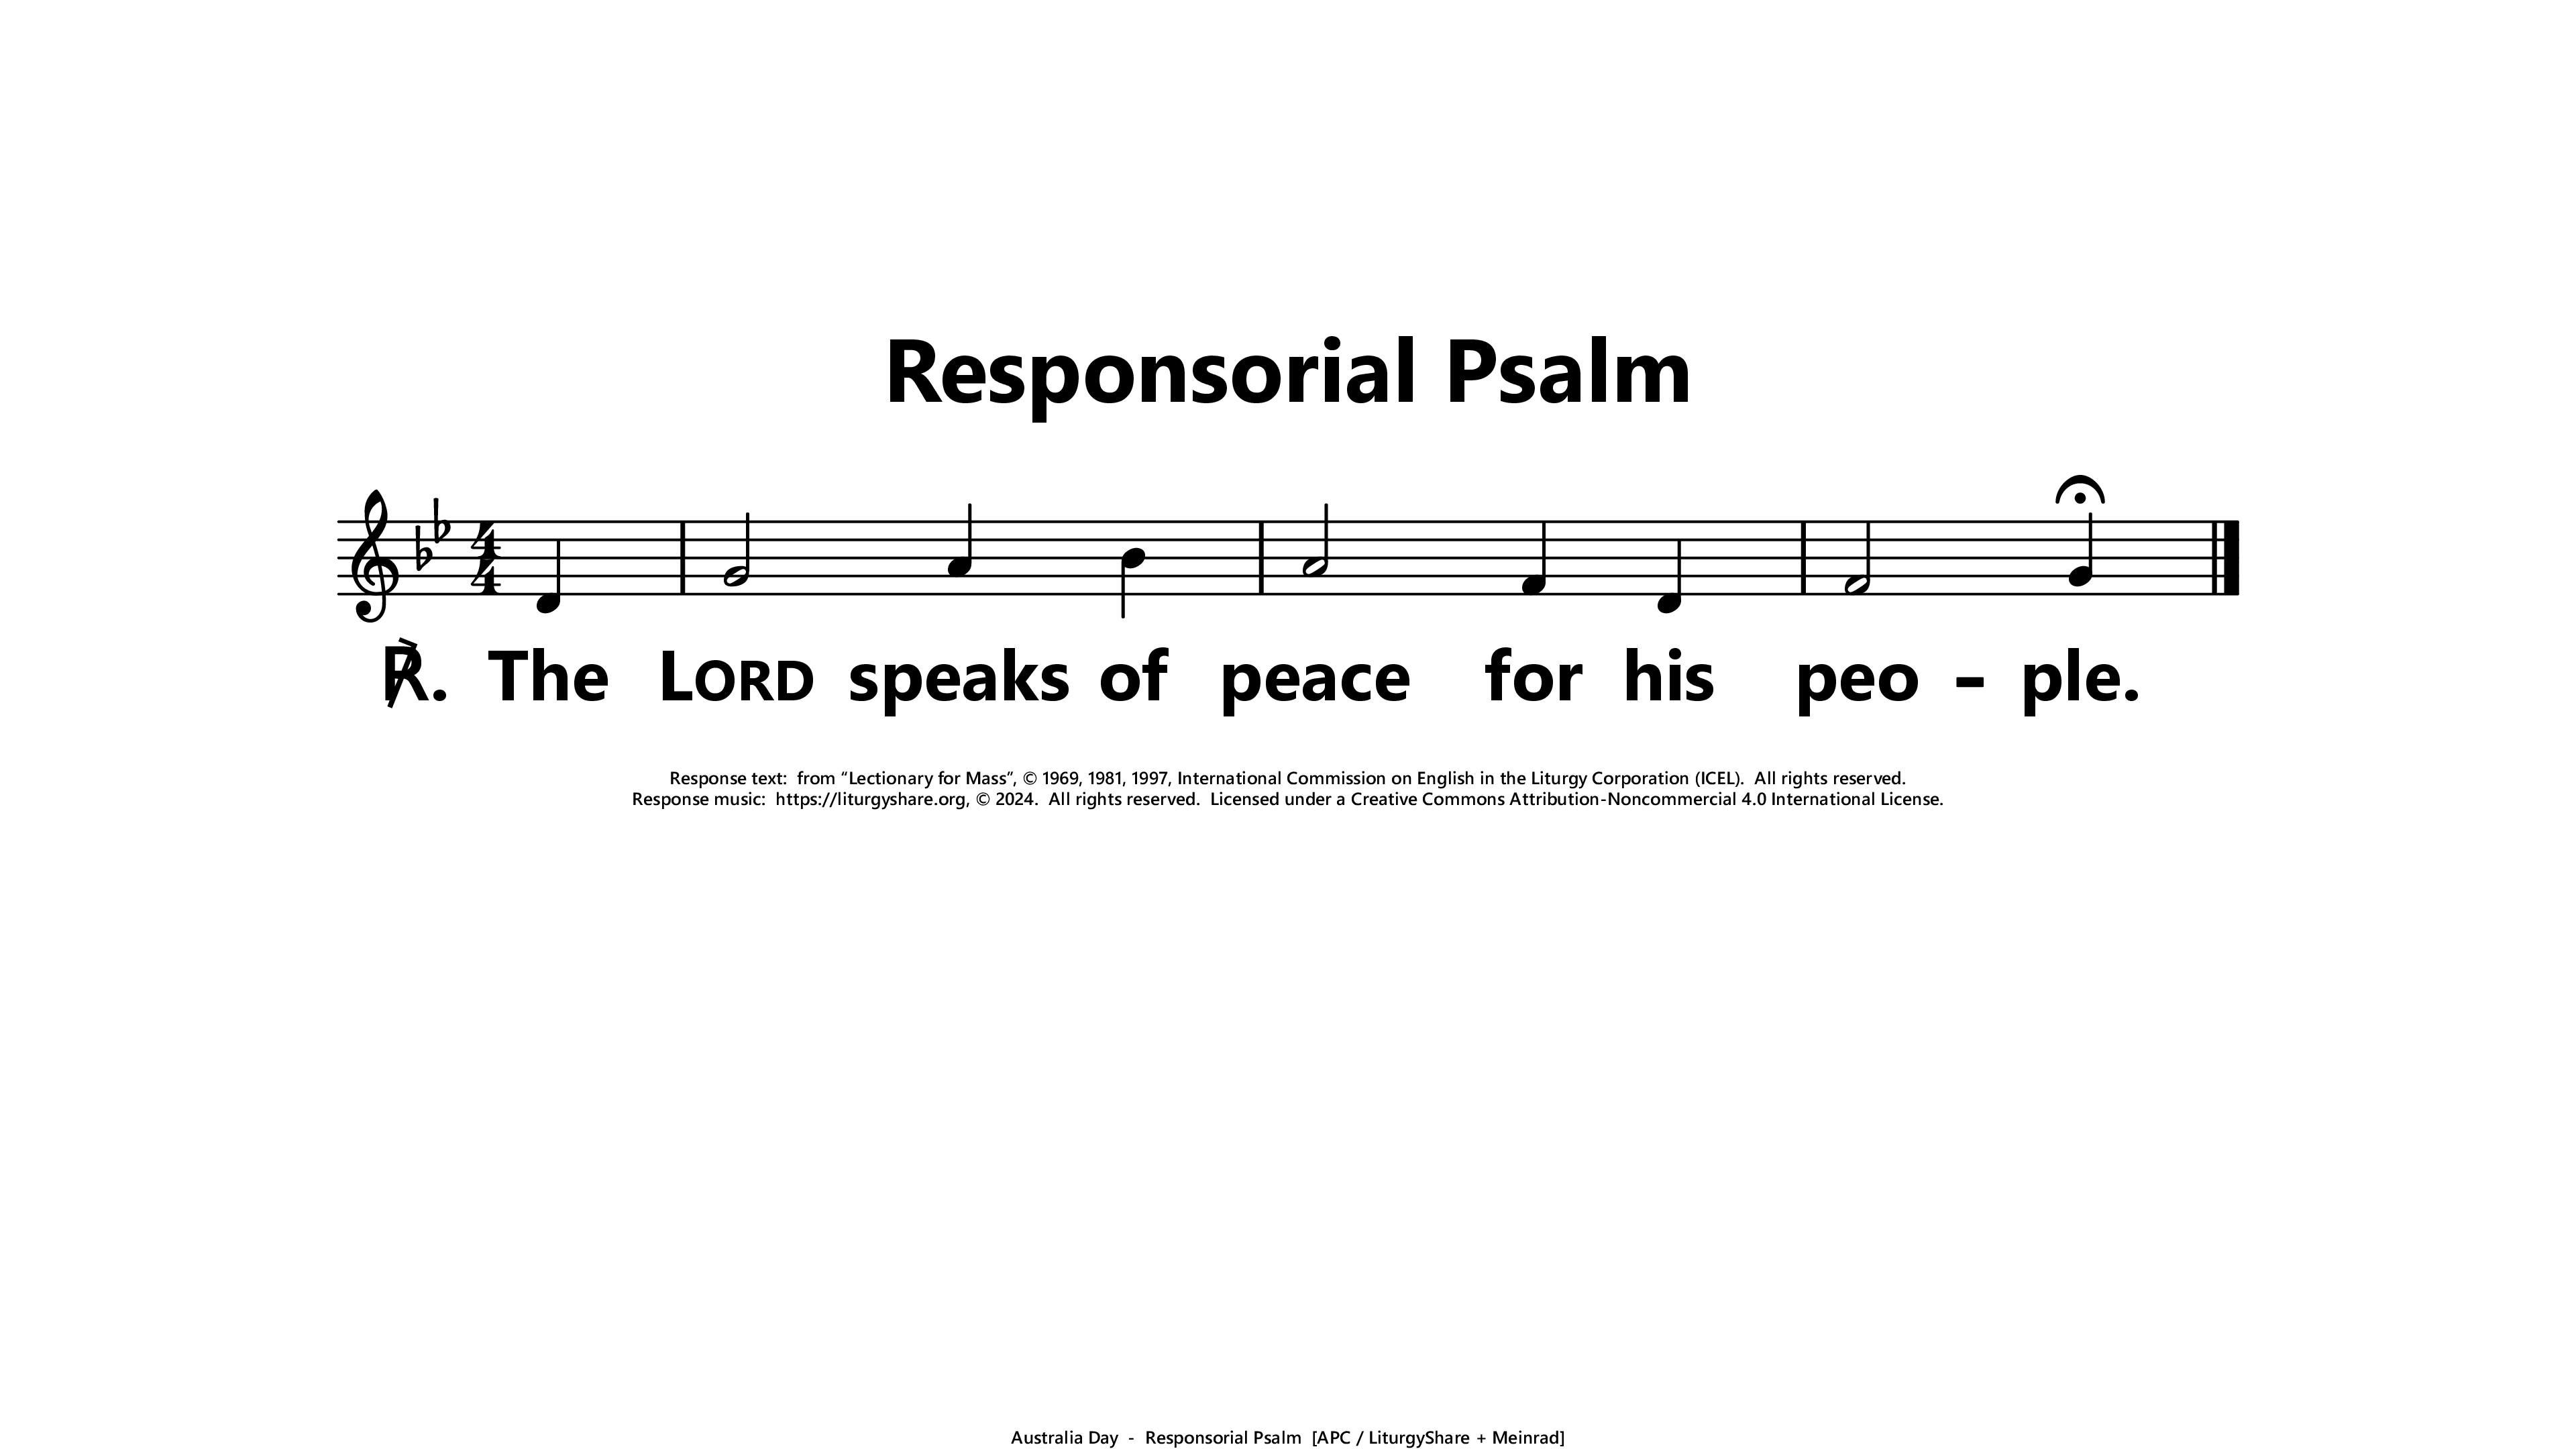 Responsorial Psalm
℟. The LORD speaks of peace for his peo - ple.
Response text:  from “Lectionary for Mass”, © 1969, 1981, 1997, International Commission on English in the Liturgy Corporation (ICEL).  All rights reserved.
Response music:  https://liturgyshare.org, © 2024.  All rights reserved.  Licensed under a Creative Commons Attribution-Noncommercial 4.0 International License.
Australia Day  -  Responsorial Psalm  [APC / LiturgyShare + Meinrad]